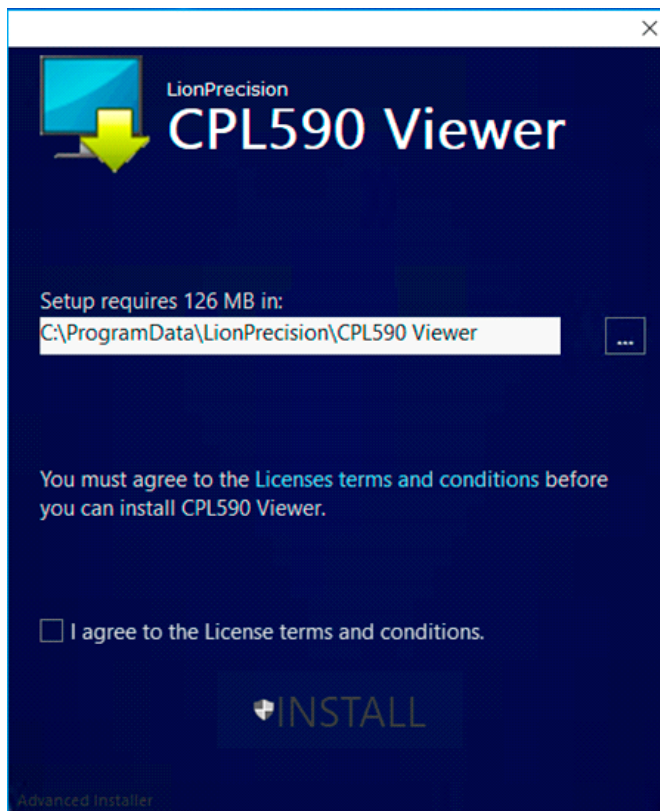 LionPrecision
CPL590 Viewer
Setup requires 126 MB in:
C:\ProgramData\LionPrecision\CPL590 Viewer
...
You must agree to the Licenses terms and conditions before
you can install CPL590 Viewer.
I agree to the License terms and conditions.
INSTALL
Advanced Installer